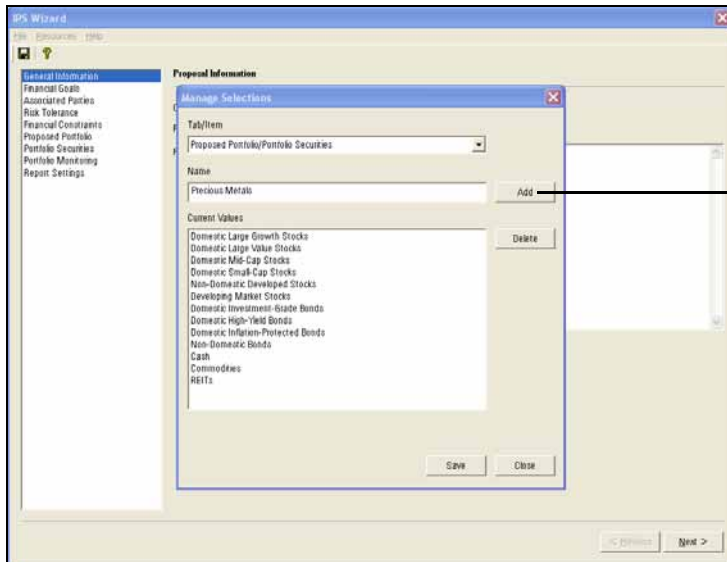 IPS Wizard
File Resources Help
General Information
Financial Goals
Associated Parties
Risk Tolerance
Financial Constraints
Proposed Portfolio
Portfolio Securities
Portfolio Monitoring
Report Settings
Proposal Information
Manage Selections
Tab/Item
Proposed Portfolio/Portfolio Securities
Name
Precious Metals
Add
Current Values
Domestic Large Growth Stocks
Domestic Large Value Stocks
Domestic Mid-Cap Stocks
Domestic Small-Cap Stocks
Non-Domestic Developed Stocks
Developing Market Stocks
Domestic Investment-Grade Bonds
Domestic High-Yield Bonds
Domestic Inflation-Protected Bonds
Non-Domestic Bonds
Cash
Commodities
REITs
Delete
Save
Close
< Previous
Next >